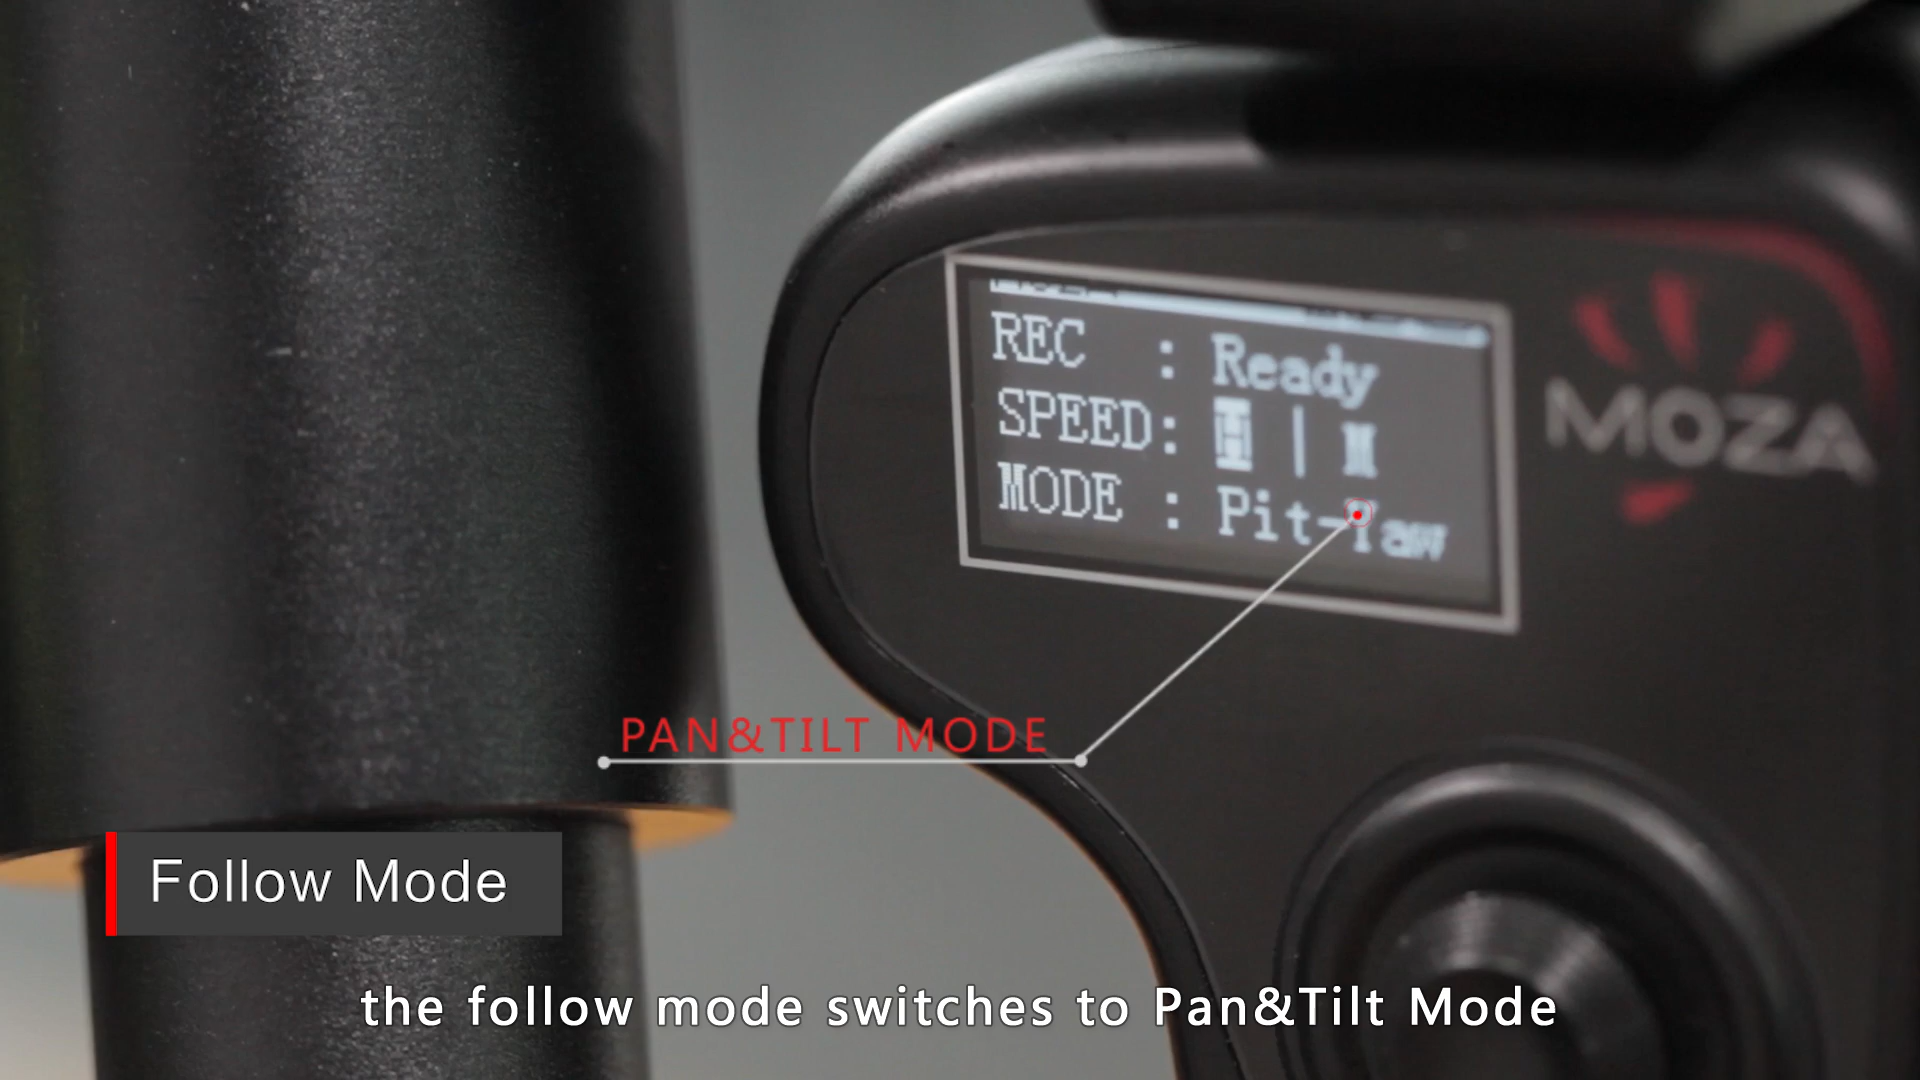 REC : Ready
SPEED: H | M
MODE : Pit-Yaw
MOZA
PAN&TILT MODE
Follow Mode
the follow mode switches to Pan&Tilt Mode